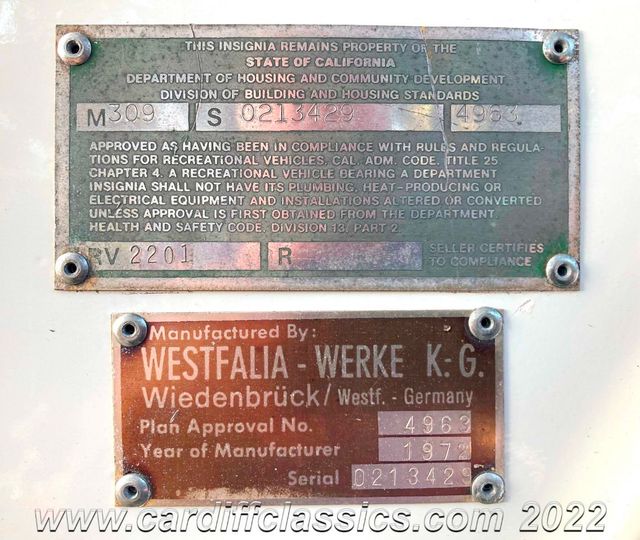 THIS INSIGNIA REMAINS PROPERTY OF THE
STATE OF CALIFORNIA
DEPARTMENT OF HOUSING AND COMMUNITY DEVELOPMENT
DIVISION OF BUILDING AND HOUSING STANDARDS
M 309 S 0213429 4963
APPROVED AS HAVING BEEN IN COMPLIANCE WITH RULES AND REGULA-
TIONS FOR RECREATIONAL VEHICLES, CAL. ADM. CODE, TITLE 25
CHAPTER 4. A RECREATIONAL VEHICLE BEARING A DEPARTMENT
INSIGNIA SHALL NOT HAVE ITS PLUMBING, HEAT-PRODUCING OR
ELECTRICAL EQUIPMENT AND INSTALLATIONS ALTERED OR CONVERTED
UNLESS APPROVAL IS FIRST OBTAINED FROM THE DEPARTMENT.
HEALTH AND SAFETY CODE, DIVISION 13, PART 2.
RV 2201 R SELLER CERTIFIES
TO COMPLIANCE
Manufactured By:
WESTFALIA - WERKE K.G.
Wiedenbrück/Westf. - Germany
Plan Approval No. 4963
Year of Manufacturer 1972
Serial 0213429
www.cardiffclassics.com 2022